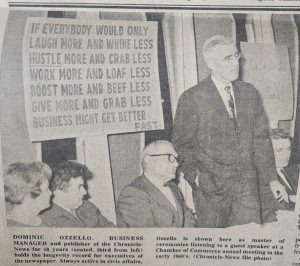 IF EVERYBODY WOULD ONLY
LAUGH MORE AND WHINE LESS
HUSTLE MORE AND CRAB LESS
WORK MORE AND LOAF LESS
BOOST MORE AND BEEF LESS
GIVE MORE AND GRAB LESS
BUSINESS MIGHT GET BETTER
FAST
DOMINIC OZZELLO, BUSINESS
MANAGER and publisher of the Chronicle-
News for 50 years (seated, third from left)
holds the longevity record for executives of
the newspaper. Always active in civic affairs,
Ozzello is shown here as master of
ceremonies listening to a guest speaker at a
Chamber of Commerce annual meeting in the
early 1960's. (Chronicle-News file photo)